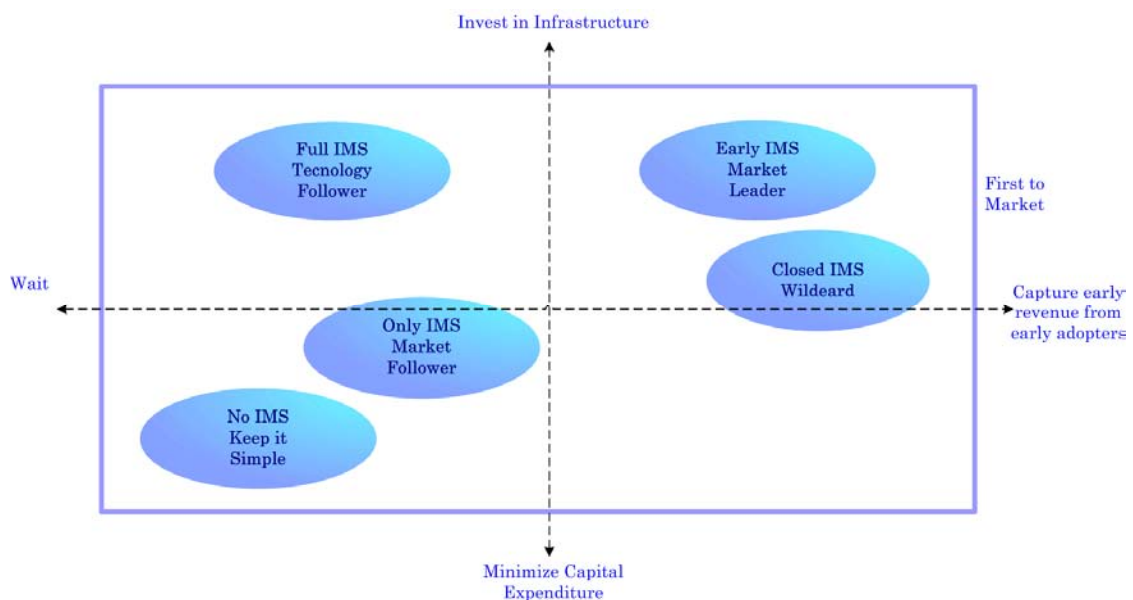 Invest in Infrastructure
Full IMS
Tecnology
Follower
Early IMS
Market
Leader
First to
Market
Closed IMS
Wildeard
Wait
Capture early
revenue from
early adopters
Only IMS
Market
Follower
No IMS
Keep it
Simple
Minimize Capital
Expenditure